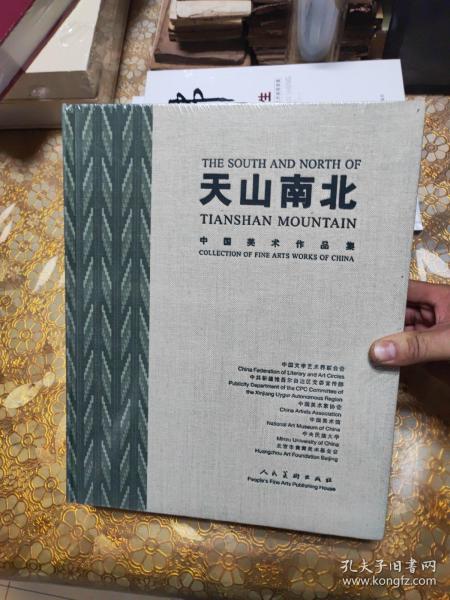 THE SOUTH AND NORTH OF
天山南北
TIANSHAN MOUNTAIN
中国美术作品集
COLLECTION OF FINE ARTS WORKS OF CHINA
中国文学艺术界联合会
China Federation of Literary and Art Circles
中共新疆维吾尔自治区党委宣传部
Publicity Department of the CPC Committee of
the Xinjiang Uygur Autonomous Region
中国美术家协会
China Artists Association
中国美术馆
National Art Museum of China
中央民族大学
Minzu University of China
北京市黄胄美术基金会
Huangzhou Art Foundation Beijing
人民美术出版社
People's Fine Arts Publishing House
孔夫子旧书网
www.kongfz.com